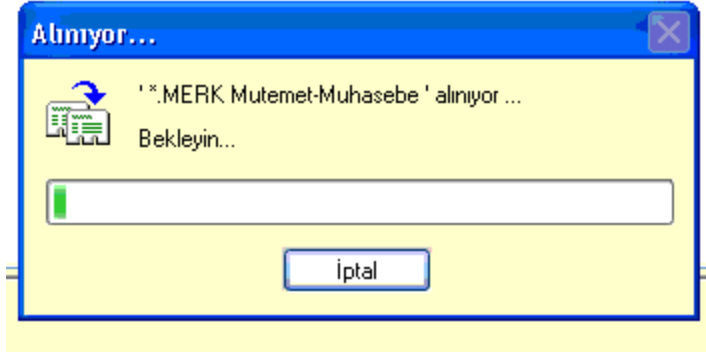 Alınıyor...
' *.MERK Mutemet-Muhasebe ' alınıyor ...
Bekleyin...
İptal